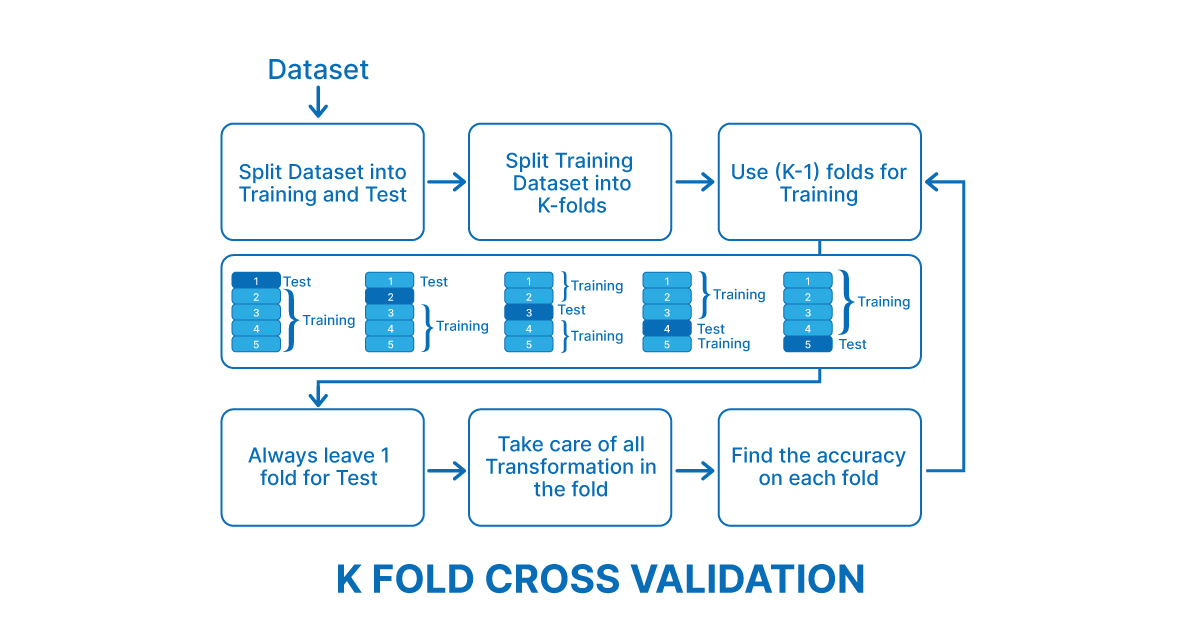 Dataset
Split Dataset into
Training and Test
Split Training
Dataset into
K-folds
Use (K-1) folds for
Training
1 Test
2
3
4
5
Training
1 Test
2
3
4
5
Training
1
2
Training
3 Test
4
5
Training
1
2
3
Training
4 Test
5 Training
1
2
3
4
Training
5 Test
Always leave 1
fold for Test
Take care of all
Transformation in
the fold
Find the accuracy
on each fold
K FOLD CROSS VALIDATION